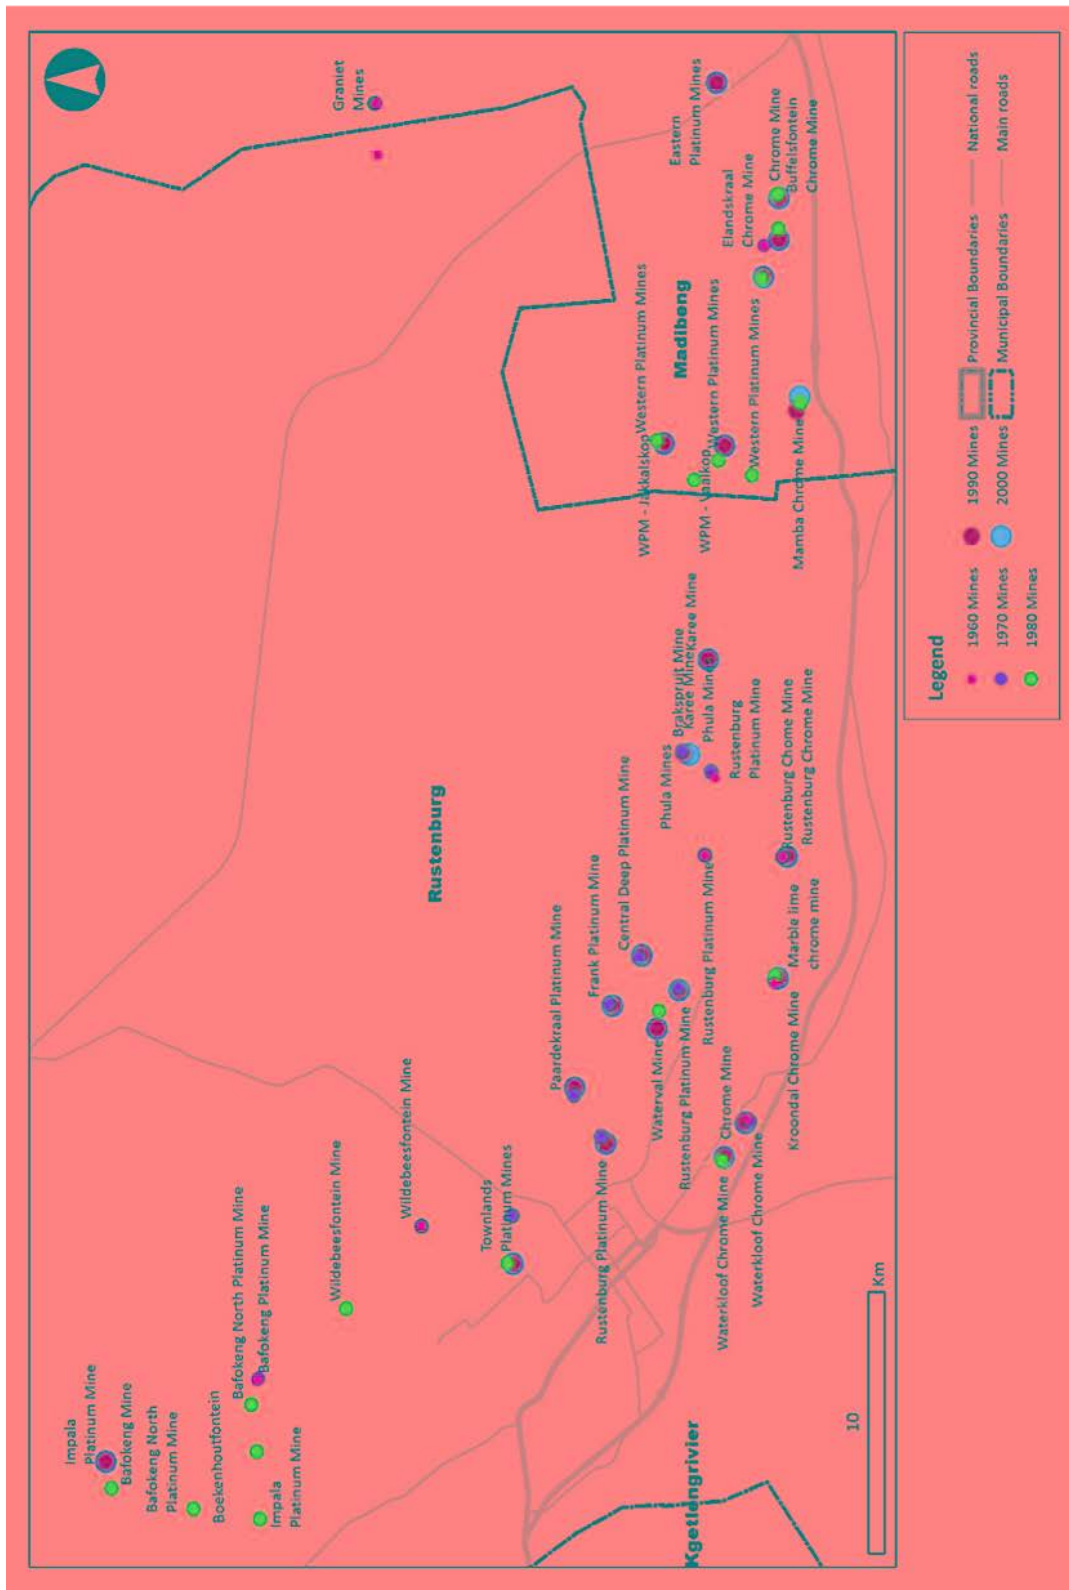 Graniet
Mines
Eastern
Platinum Mines
Elandskraal
Chrome Mine
Chrome Mine
Buffelsfontein
Chrome Mine
Madibeng
WPM - Jakkalskop
Western Platinum Mines
WPM - Vaalkop
Western Platinum Mines
Western Platinum Mines
Mamba Chrome Mine
Rustenburg
Phula Mines
Brakspruit Mine
Karee Mine
Karee Mine
Phula Mines
Rustenburg
Platinum Mine
Central Deep Platinum Mine
Frank Platinum Mine
Paardekraal Platinum Mine
Rustenburg Platinum Mine
Rustenburg Chome Mine
Rustenburg Chrome Mine
Marble lime
chrome mine
Kroondal Chrome Mine
Waterval Mine
Rustenburg Platinum Mine
Chrome Mine
Waterkloof Chrome Mine
Waterkloof Chrome Mine
Rustenburg Platinum Mine
Townlands
Platinum Mines
Wildebeesfontein Mine
Wildebeesfontein Mine
Bafokeng North Platinum Mine
Bafokeng Platinum Mine
Impala
Platinum Mine
Bafokeng Mine
Bafokeng North
Platinum Mine
Boekenhoutfontein
Impala
Platinum Mine
Kgetlengrivier
10
Km
Legend
1960 Mines
1970 Mines
1980 Mines
1990 Mines
2000 Mines
Provincial Boundaries
Municipal Boundaries
National roads
Main roads